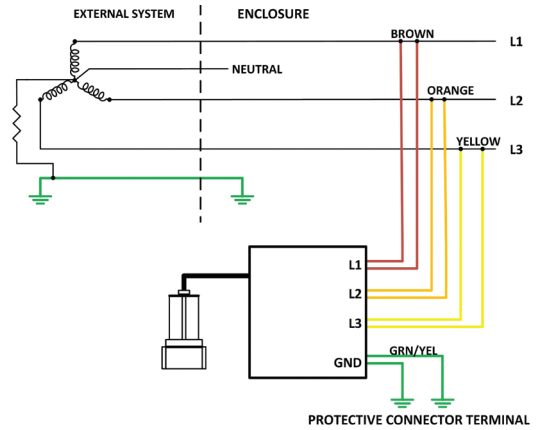 EXTERNAL SYSTEM
ENCLOSURE
BROWN
L1
NEUTRAL
ORANGE
L2
YELLOW
L3
L1
L2
L3
GRN/YEL
GND
PROTECTIVE CONNECTOR TERMINAL